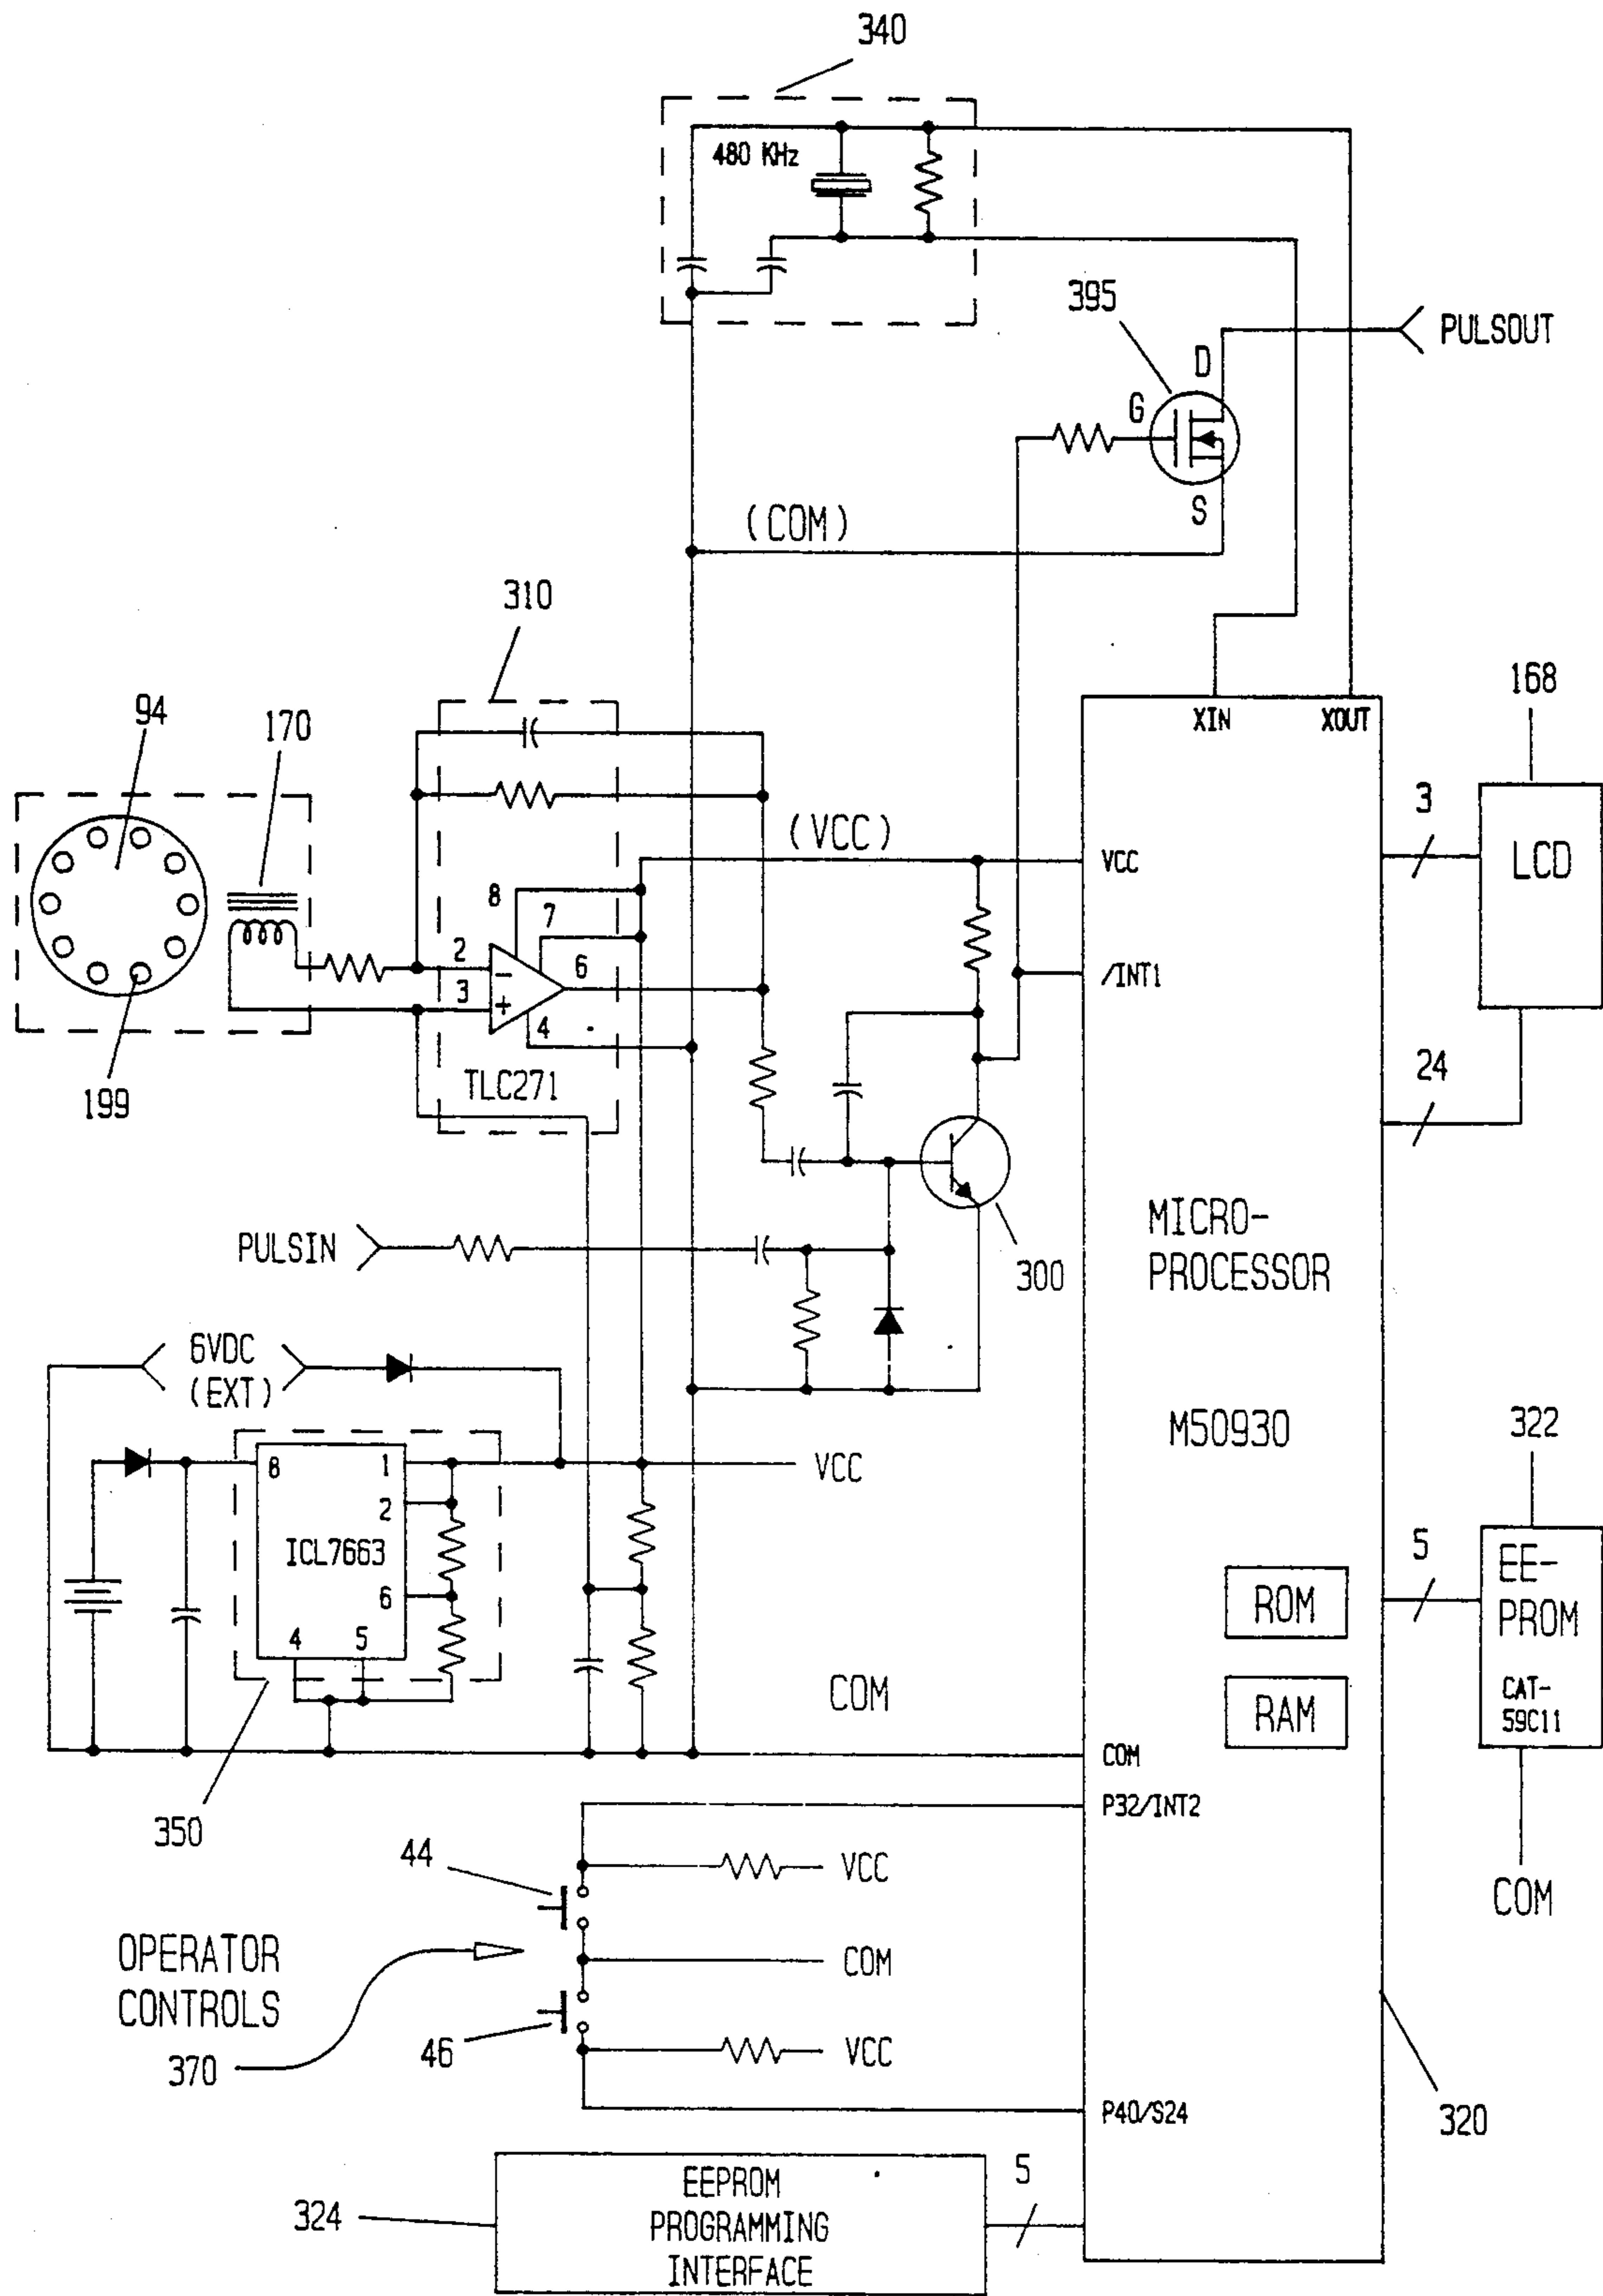 340
480 KHz
395
PULSOUT
D
G
S
(COM)
310
94
170
168
XIN
XOUT
3
(VCC)
VCC
LCD
8
7
2
6
3
4
/INT1
TLC271
24
199
MICRO-
PROCESSOR
PULSIN
300
6VDC
(EXT)
M50930
322
8
1
VCC
2
ICL7663
5
EE-
PROM
6
ROM
4
5
CAT-
59C11
COM
RAM
COM
350
P32/INT2
44
VCC
COM
OPERATOR
CONTROLS
COM
46
VCC
370
P40/S24
320
5
EEPROM
PROGRAMMING
INTERFACE
324